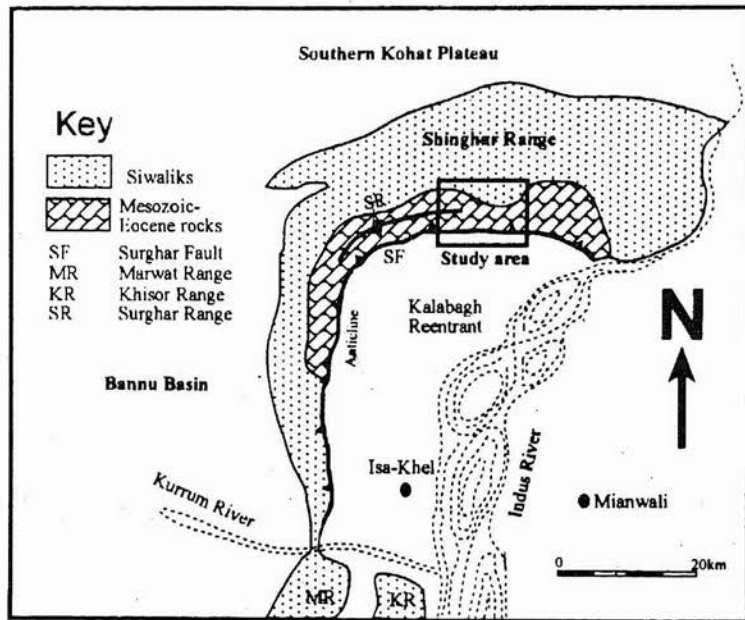 Southern Kohat Plateau
Key
Siwaliks
Mesozoic-
Eocene rocks
SF Surghar Fault
MR Marwat Range
KR Khisor Range
SR Surghar Range
Shinghar Range
SR
SF
Study area
Anticline
Kalabagh
Reentrant
N
Bannu Basin
Isa-Khel
Indus River
Mianwali
Kurrum River
0 20km
MR
KR